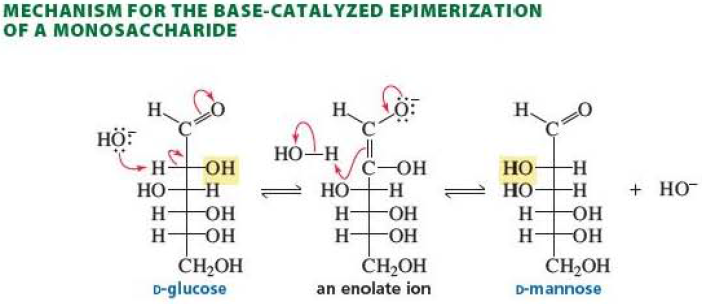 MECHANISM FOR THE BASE-CATALYZED EPIMERIZATION
OF A MONOSACCHARIDE
H O H O:⁻ H O
C C C
HÖ:⁻ HO—H
H OH C—OH HO H
HO H HO H HO H + HO⁻
H OH H OH H OH
H OH H OH H OH
CH₂OH CH₂OH CH₂OH
D-glucose an enolate ion D-mannose